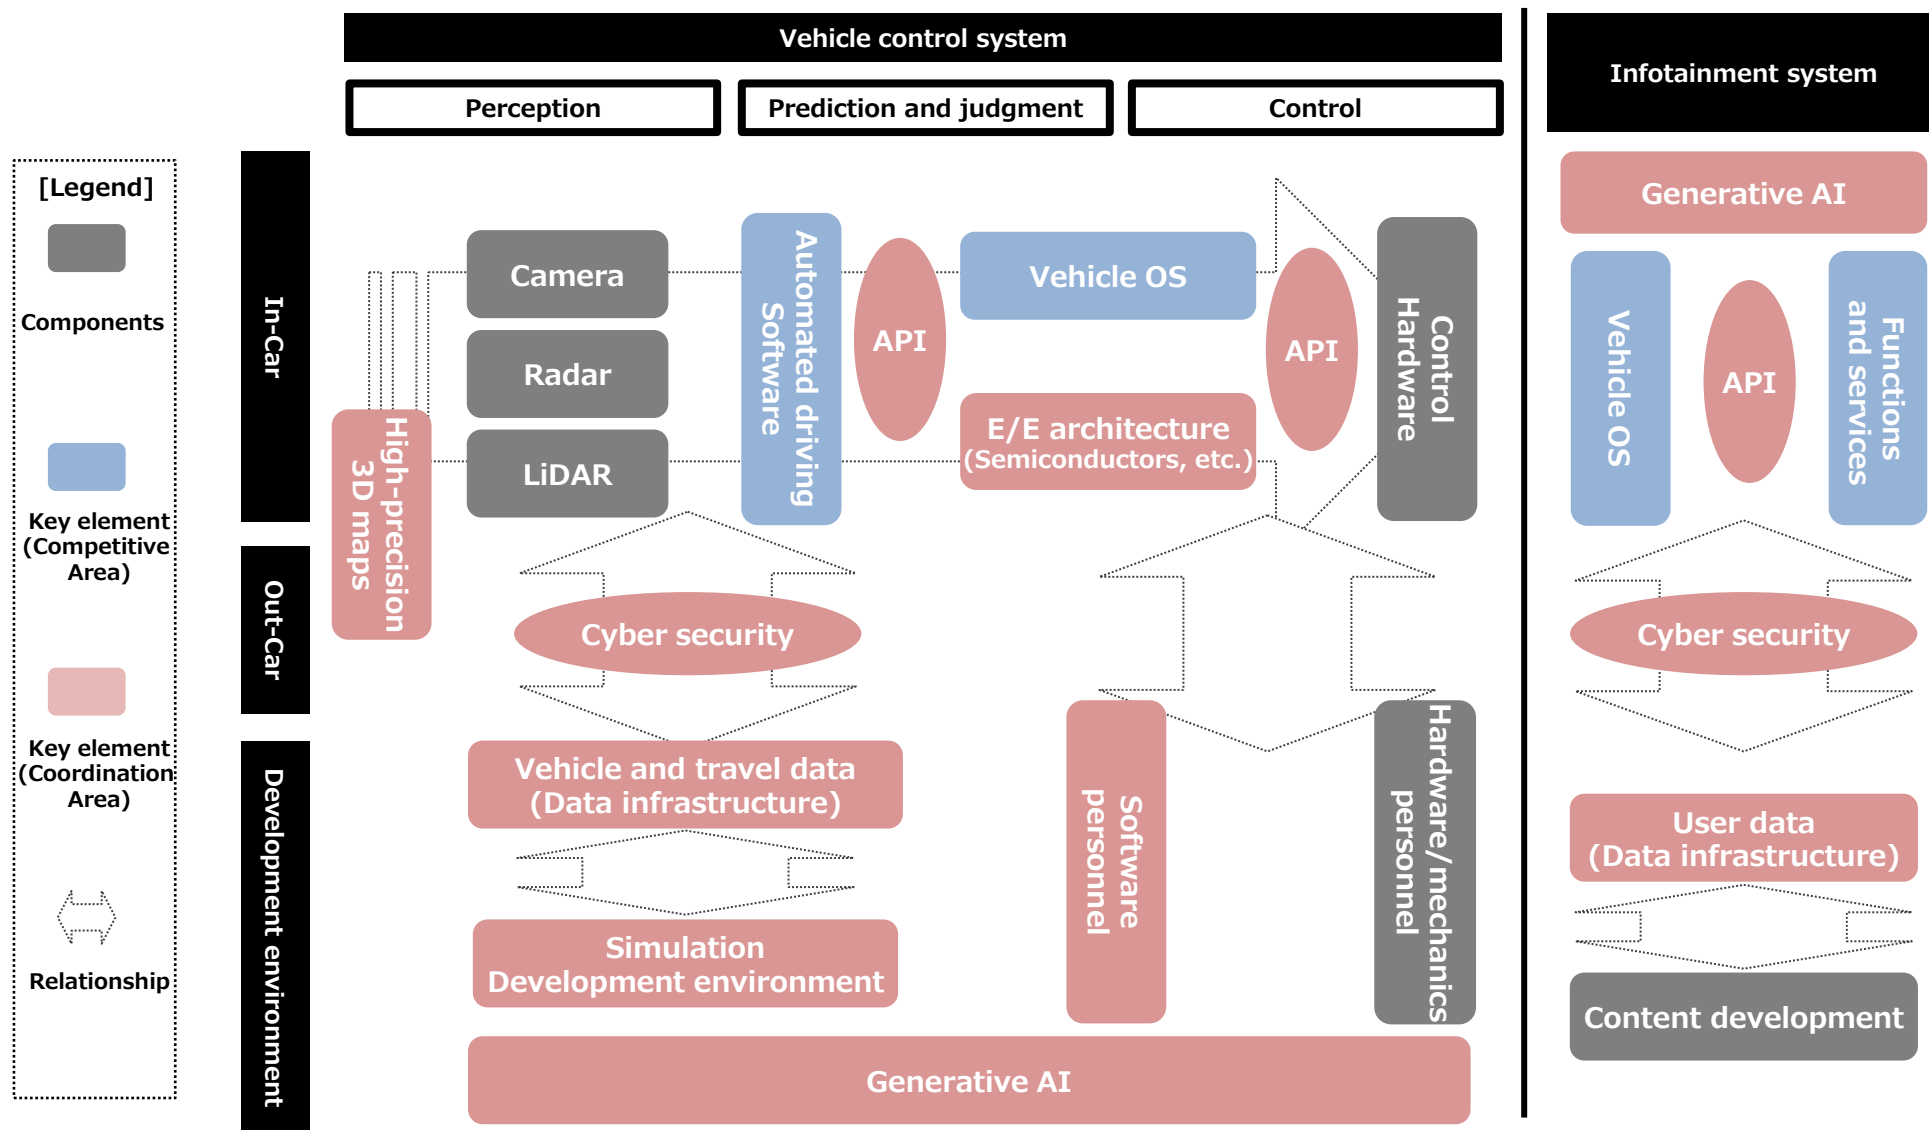 Vehicle control system
Infotainment system
Perception
Prediction and judgment
Control
[Legend]
Components
Key element
(Competitive
Area)
Key element
(Coordination
Area)
Relationship
In-Car
Out-Car
Development environment
High-precision
3D maps
Camera
Radar
LiDAR
Automated driving
Software
API
Vehicle OS
E/E architecture
(Semiconductors, etc.)
API
Control
Hardware
Cyber security
Vehicle and travel data
(Data infrastructure)
Simulation
Development environment
Software
personnel
Hardware/mechanics
personnel
Generative AI
Generative AI
Vehicle OS
API
Functions
and services
Cyber security
User data
(Data infrastructure)
Content development